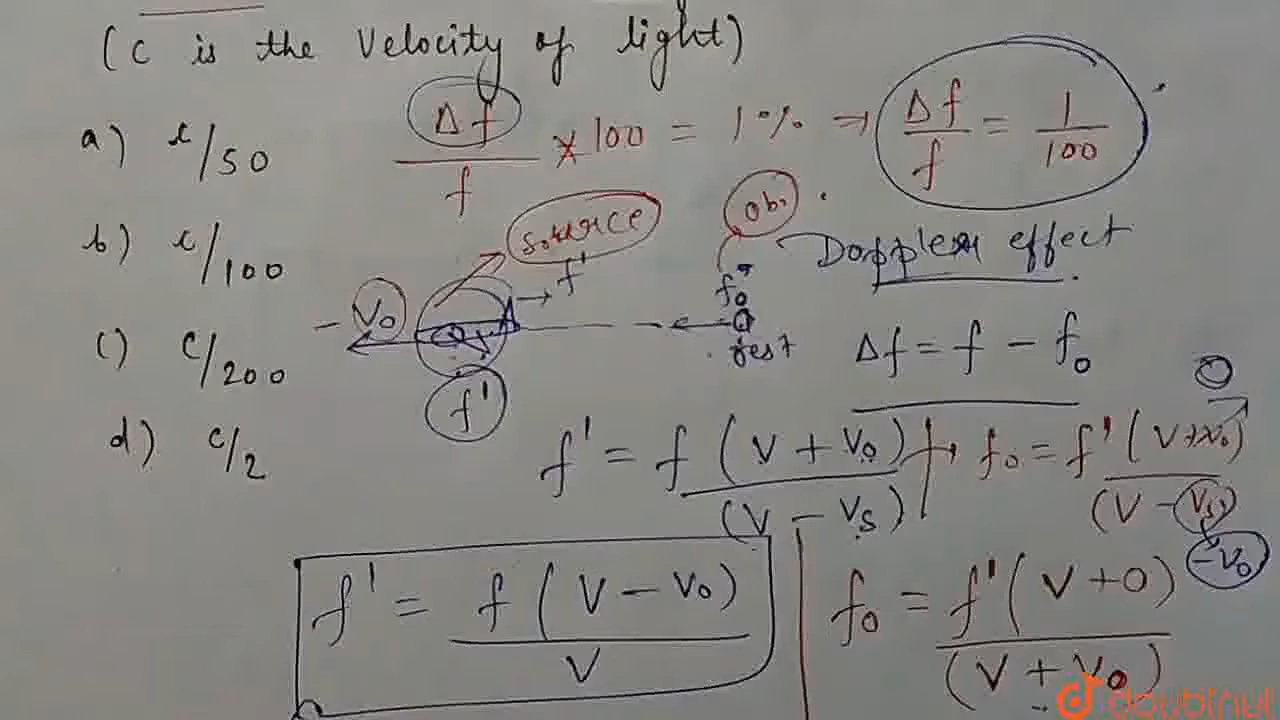 (c is the Velocity of light)
a) c/50
Δf/f × 100 = 1% → Δf/f = 1/100
b) c/100
source
obs
Doppler effect
f'
f₀
- V₀
rest
c) c/200
Δf = f - f₀
f'
0
d) c/2
f' = f (V + V₀)/(V - Vₛ)
f₀ = f' (V + V₀)/(V - Vₛ)
-V₀
f' = f (V - V₀)/V
f₀ = f' (V + 0)/(V + V₀)
doubtnut